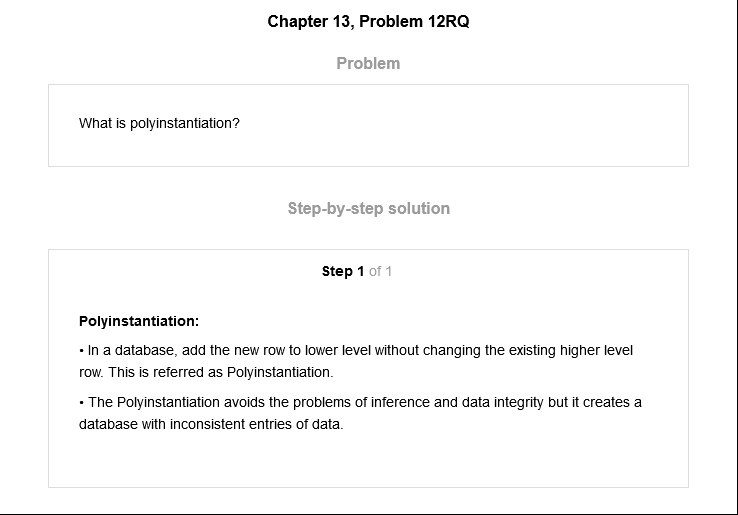 Chapter 13, Problem 12RQ
Problem
What is polyinstantiation?
Step-by-step solution
Step 1 of 1
Polyinstantiation:
• In a database, add the new row to lower level without changing the existing higher level
row. This is referred as Polyinstantiation.
• The Polyinstantiation avoids the problems of inference and data integrity but it creates a
database with inconsistent entries of data.